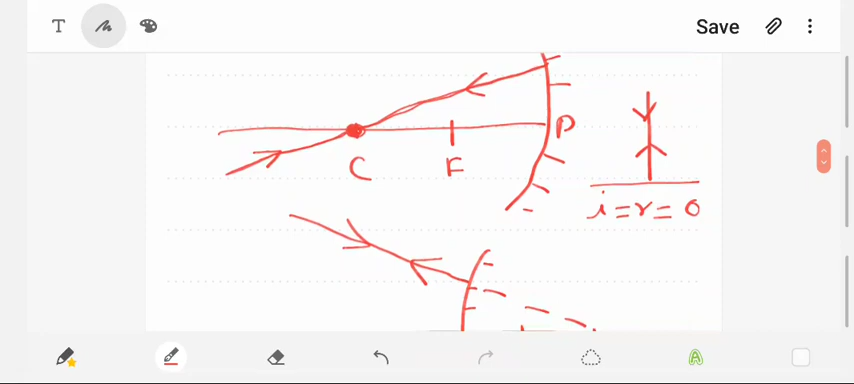 T Save
P
C F
i = r = 0
A